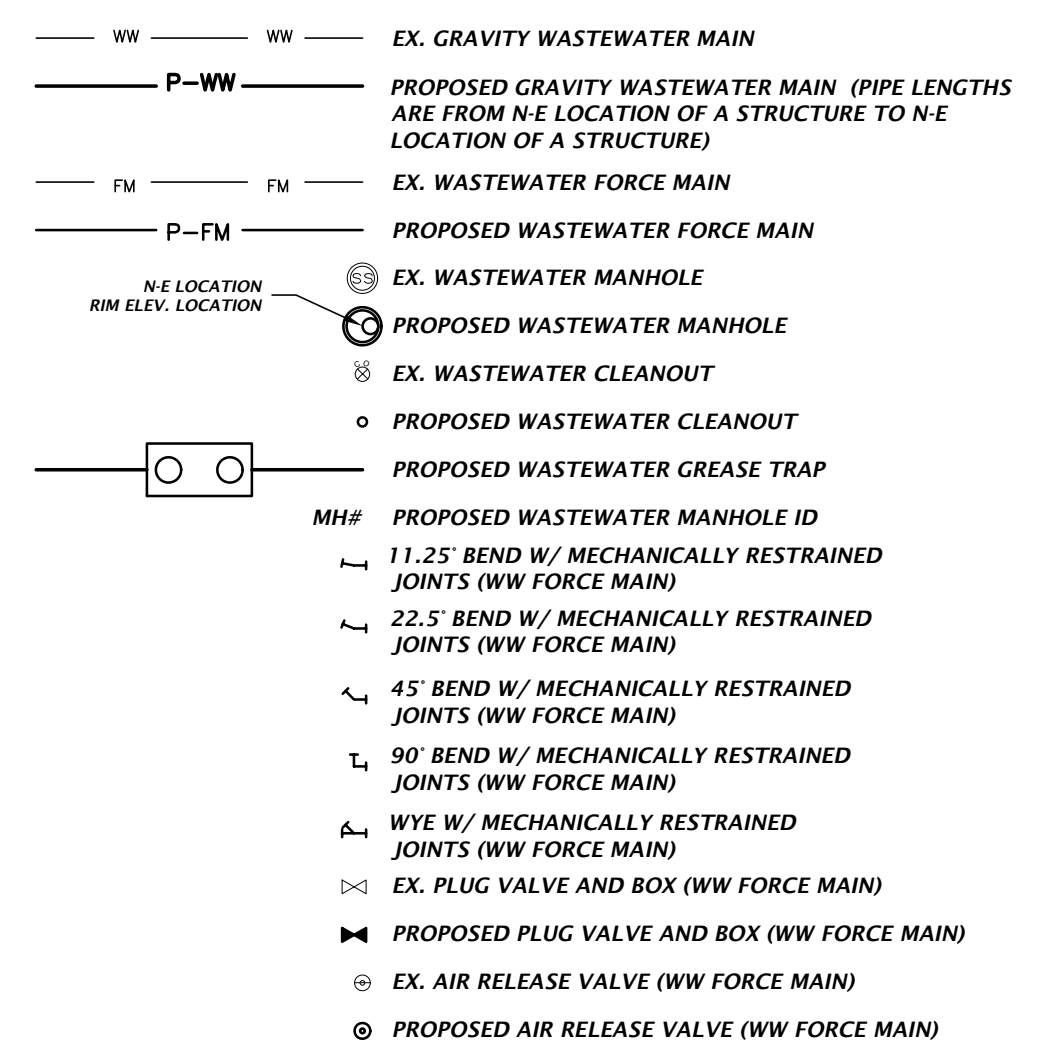 WW WW EX. GRAVITY WASTEWATER MAIN
P-WW PROPOSED GRAVITY WASTEWATER MAIN (PIPE LENGTHS
ARE FROM N-E LOCATION OF A STRUCTURE TO N-E
LOCATION OF A STRUCTURE)
FM FM EX. WASTEWATER FORCE MAIN
P-FM PROPOSED WASTEWATER FORCE MAIN
SS EX. WASTEWATER MANHOLE
N-E LOCATION
RIM ELEV. LOCATION
PROPOSED WASTEWATER MANHOLE
CO EX. WASTEWATER CLEANOUT
PROPOSED WASTEWATER CLEANOUT
PROPOSED WASTEWATER GREASE TRAP
MH# PROPOSED WASTEWATER MANHOLE ID
11.25° BEND W/ MECHANICALLY RESTRAINED
JOINTS (WW FORCE MAIN)
22.5° BEND W/ MECHANICALLY RESTRAINED
JOINTS (WW FORCE MAIN)
45° BEND W/ MECHANICALLY RESTRAINED
JOINTS (WW FORCE MAIN)
90° BEND W/ MECHANICALLY RESTRAINED
JOINTS (WW FORCE MAIN)
WYE W/ MECHANICALLY RESTRAINED
JOINTS (WW FORCE MAIN)
EX. PLUG VALVE AND BOX (WW FORCE MAIN)
PROPOSED PLUG VALVE AND BOX (WW FORCE MAIN)
EX. AIR RELEASE VALVE (WW FORCE MAIN)
PROPOSED AIR RELEASE VALVE (WW FORCE MAIN)